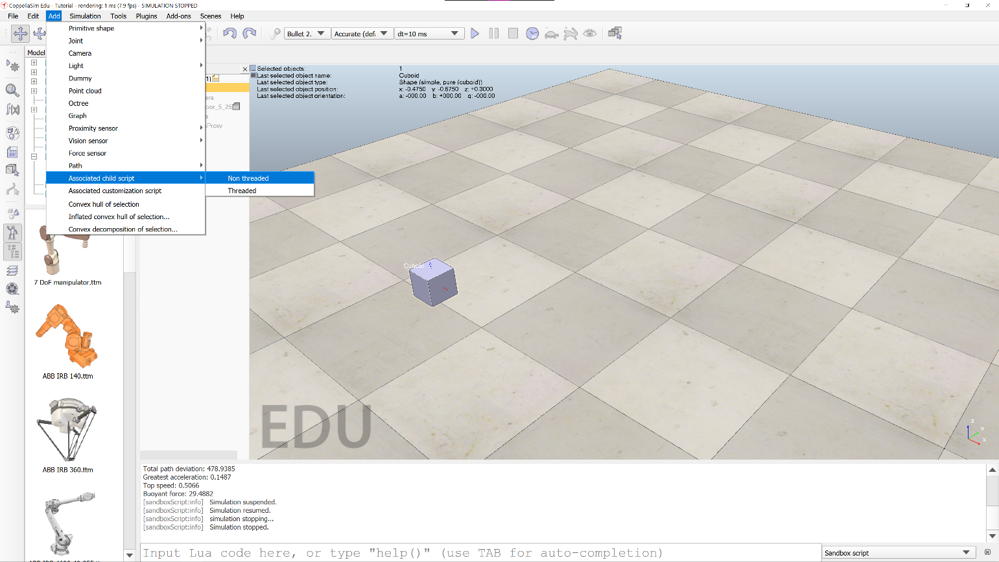 CoppeliaSim Edu - Tutorial - rendering: 1 ms (7.9 fps) - SIMULATION STOPPED
File Edit Add Simulation Tools Plugins Add-ons Scenes Help
Primitive shape
Joint
Camera
Light
Dummy
Point cloud
Octree
Graph
Proximity sensor
Vision sensor
Force sensor
Path
Associated child script
Associated customization script
Convex hull of selection
Inflated convex hull of selection...
Convex decomposition of selection...
Non threaded
Threaded
Bullet 2. Accurate (def dt=10 ms
f(x)
Model
1)
era
oor_5_25
s
Proxy
Selected objects: 1
Last selected object name: Cuboid
Last selected object type: Shape (simple, pure (cuboid))
Last selected object position: x: -0.4750 y: -0.6750 z: +0.3000
Last selected object orientation: a: -000.00 b: +000.00 g: -000.00
Cuboid
EDU
z
y
x
7 DoF manipulator.ttm
ABB IRB 140.ttm
ABB IRB 360.ttm
Total path deviation: 478.9385
Greatest acceleration: 0.1487
Top speed: 0.5066
Buoyant force: 29.4882
[sandboxScript:info] Simulation suspended.
[sandboxScript:info] Simulation resumed.
[sandboxScript:info] simulation stopping...
[sandboxScript:info] Simulation stopped.
Input Lua code here, or type "help()" (use TAB for auto-completion)
Sandbox script